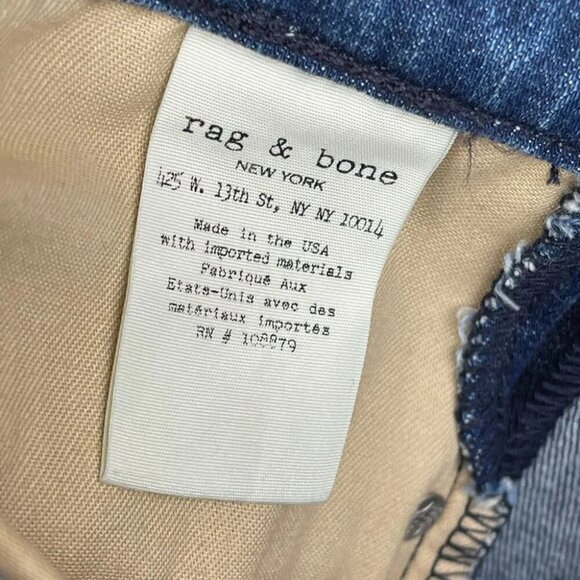 rag & bone
NEW YORK
425 W. 13th St, NY NY 10014
Made in the USA
with imported materials
Fabriqué Aux
Etats-Unis avec des
matériaux importés
RN # 108879